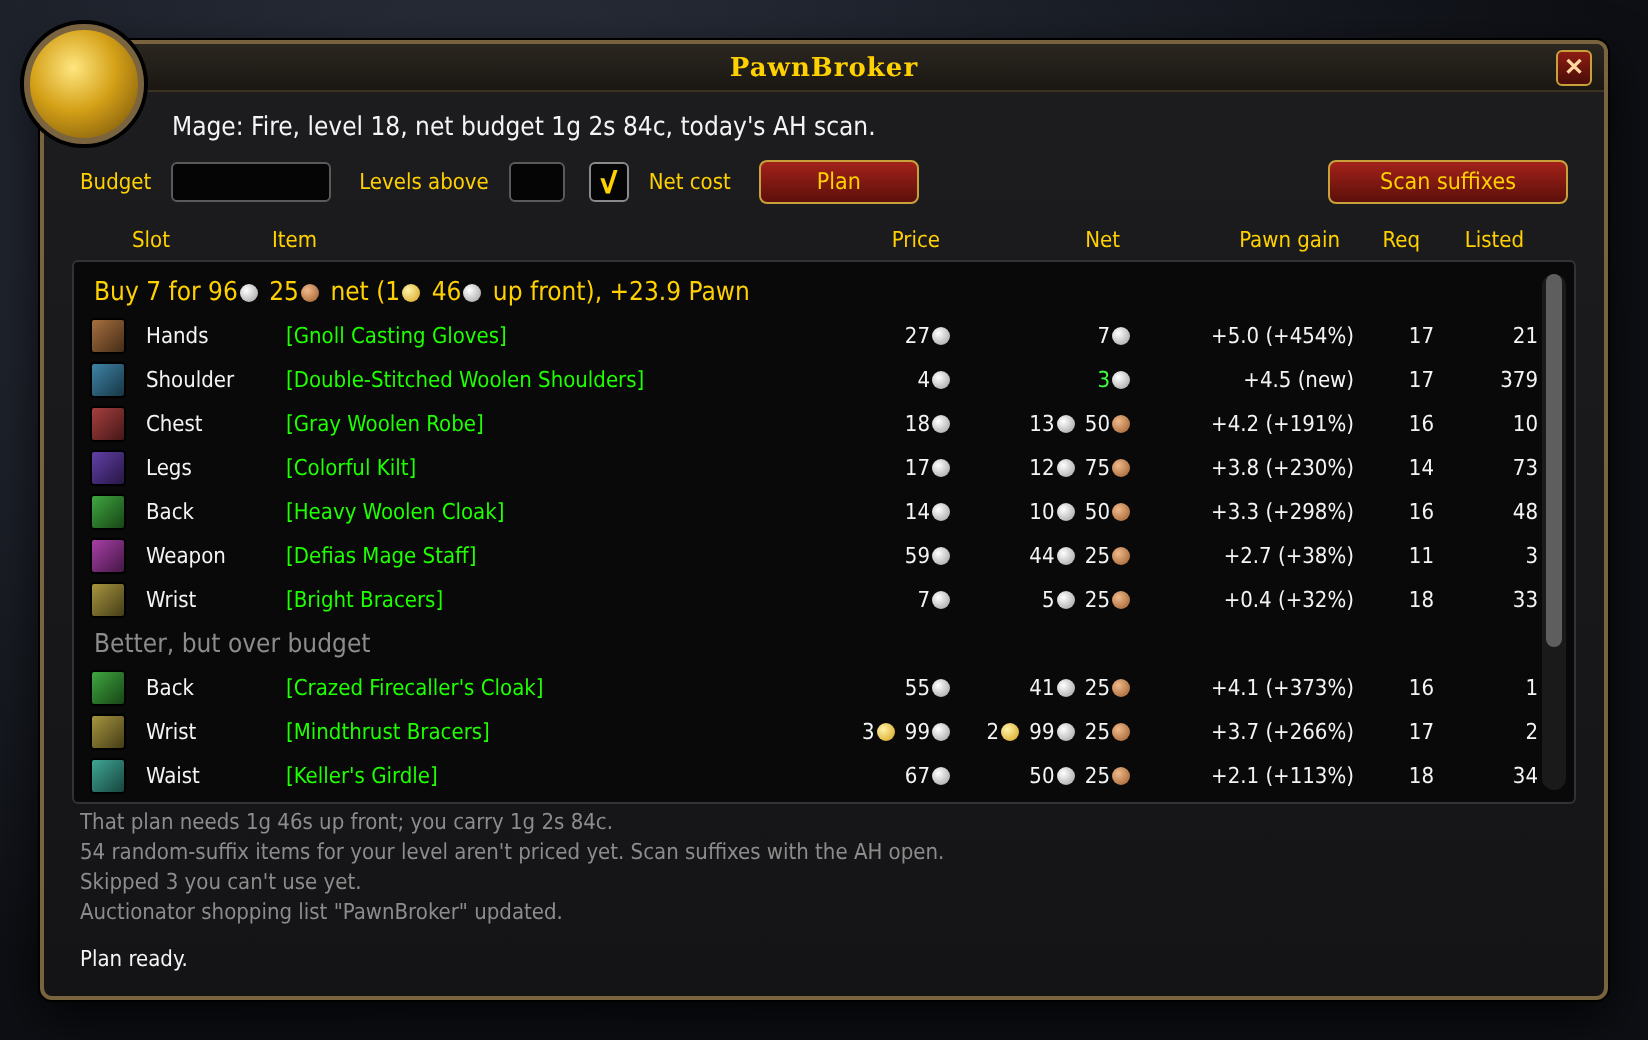 PawnBroker
Mage: Fire, level 18, net budget 1g 2s 84c, today's AH scan.
Budget Levels above √ Net cost Plan Scan suffixes
Slot Item Price Net Pawn gain Req Listed
Buy 7 for 96 25 net (1 46 up front), +23.9 Pawn
Hands [Gnoll Casting Gloves] 27 7 +5.0 (+454%) 17 21
Shoulder [Double-Stitched Woolen Shoulders] 4 3 +4.5 (new) 17 379
Chest [Gray Woolen Robe] 18 13 50 +4.2 (+191%) 16 10
Legs [Colorful Kilt] 17 12 75 +3.8 (+230%) 14 73
Back [Heavy Woolen Cloak] 14 10 50 +3.3 (+298%) 16 48
Weapon [Defias Mage Staff] 59 44 25 +2.7 (+38%) 11 3
Wrist [Bright Bracers] 7 5 25 +0.4 (+32%) 18 33
Better, but over budget
Back [Crazed Firecaller's Cloak] 55 41 25 +4.1 (+373%) 16 1
Wrist [Mindthrust Bracers] 3 99 2 99 25 +3.7 (+266%) 17 2
Waist [Keller's Girdle] 67 50 25 +2.1 (+113%) 18 34
That plan needs 1g 46s up front; you carry 1g 2s 84c.
54 random-suffix items for your level aren't priced yet. Scan suffixes with the AH open.
Skipped 3 you can't use yet.
Auctionator shopping list "PawnBroker" updated.
Plan ready.